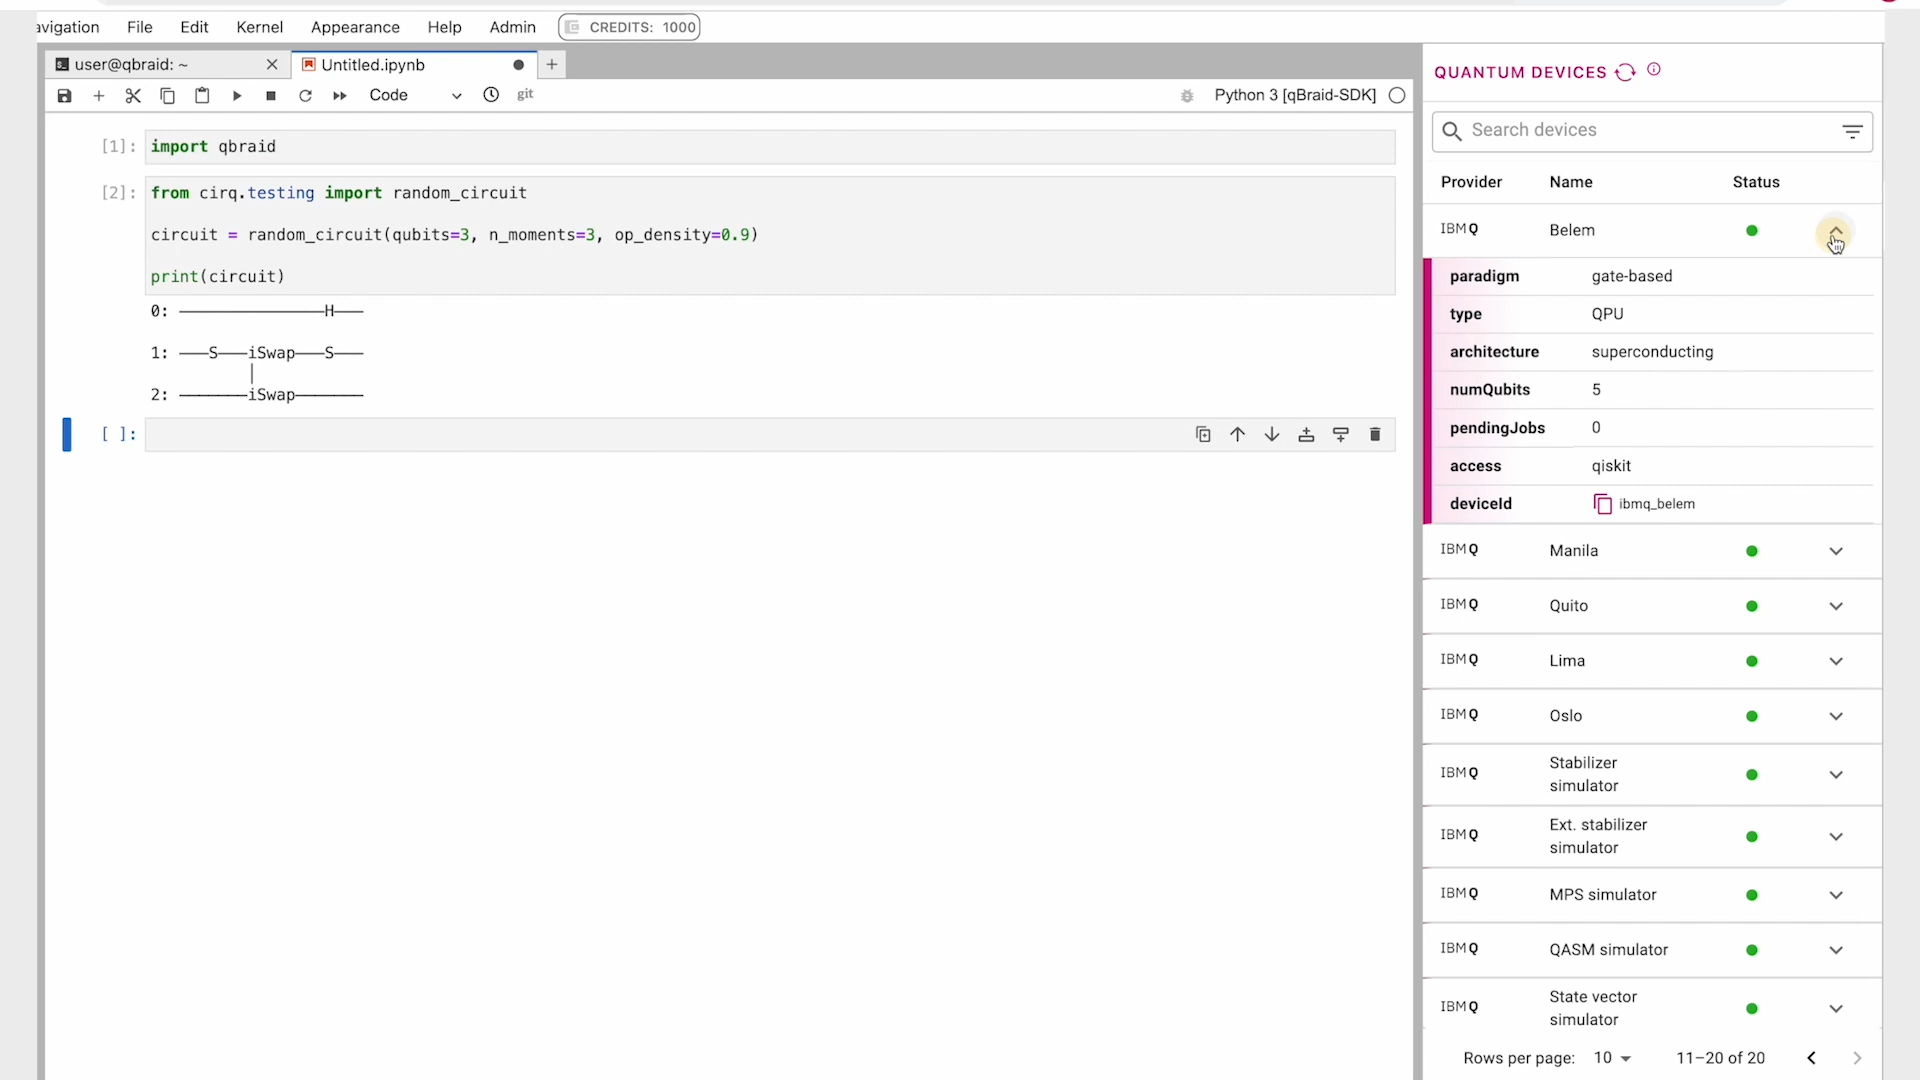 avigation File Edit Kernel Appearance Help Admin CREDITS: 1000
user@qbraid: ~ Untitled.ipynb
Code git Python 3 [qBraid-SDK]
[1]: import qbraid
[2]: from cirq.testing import random_circuit
circuit = random_circuit(qubits=3, n_moments=3, op_density=0.9)
print(circuit)
0: ───────────────H───
1: ───S───iSwap───S───
2: ───────iSwap───────
[ ]:
QUANTUM DEVICES
Search devices
Provider Name Status
IBMQ Belem
paradigm gate-based
type QPU
architecture superconducting
numQubits 5
pendingJobs 0
access qiskit
deviceId ibmq_belem
IBMQ Manila
IBMQ Quito
IBMQ Lima
IBMQ Oslo
IBMQ Stabilizer
simulator
IBMQ Ext. stabilizer
simulator
IBMQ MPS simulator
IBMQ QASM simulator
IBMQ State vector
simulator
Rows per page: 10 11–20 of 20